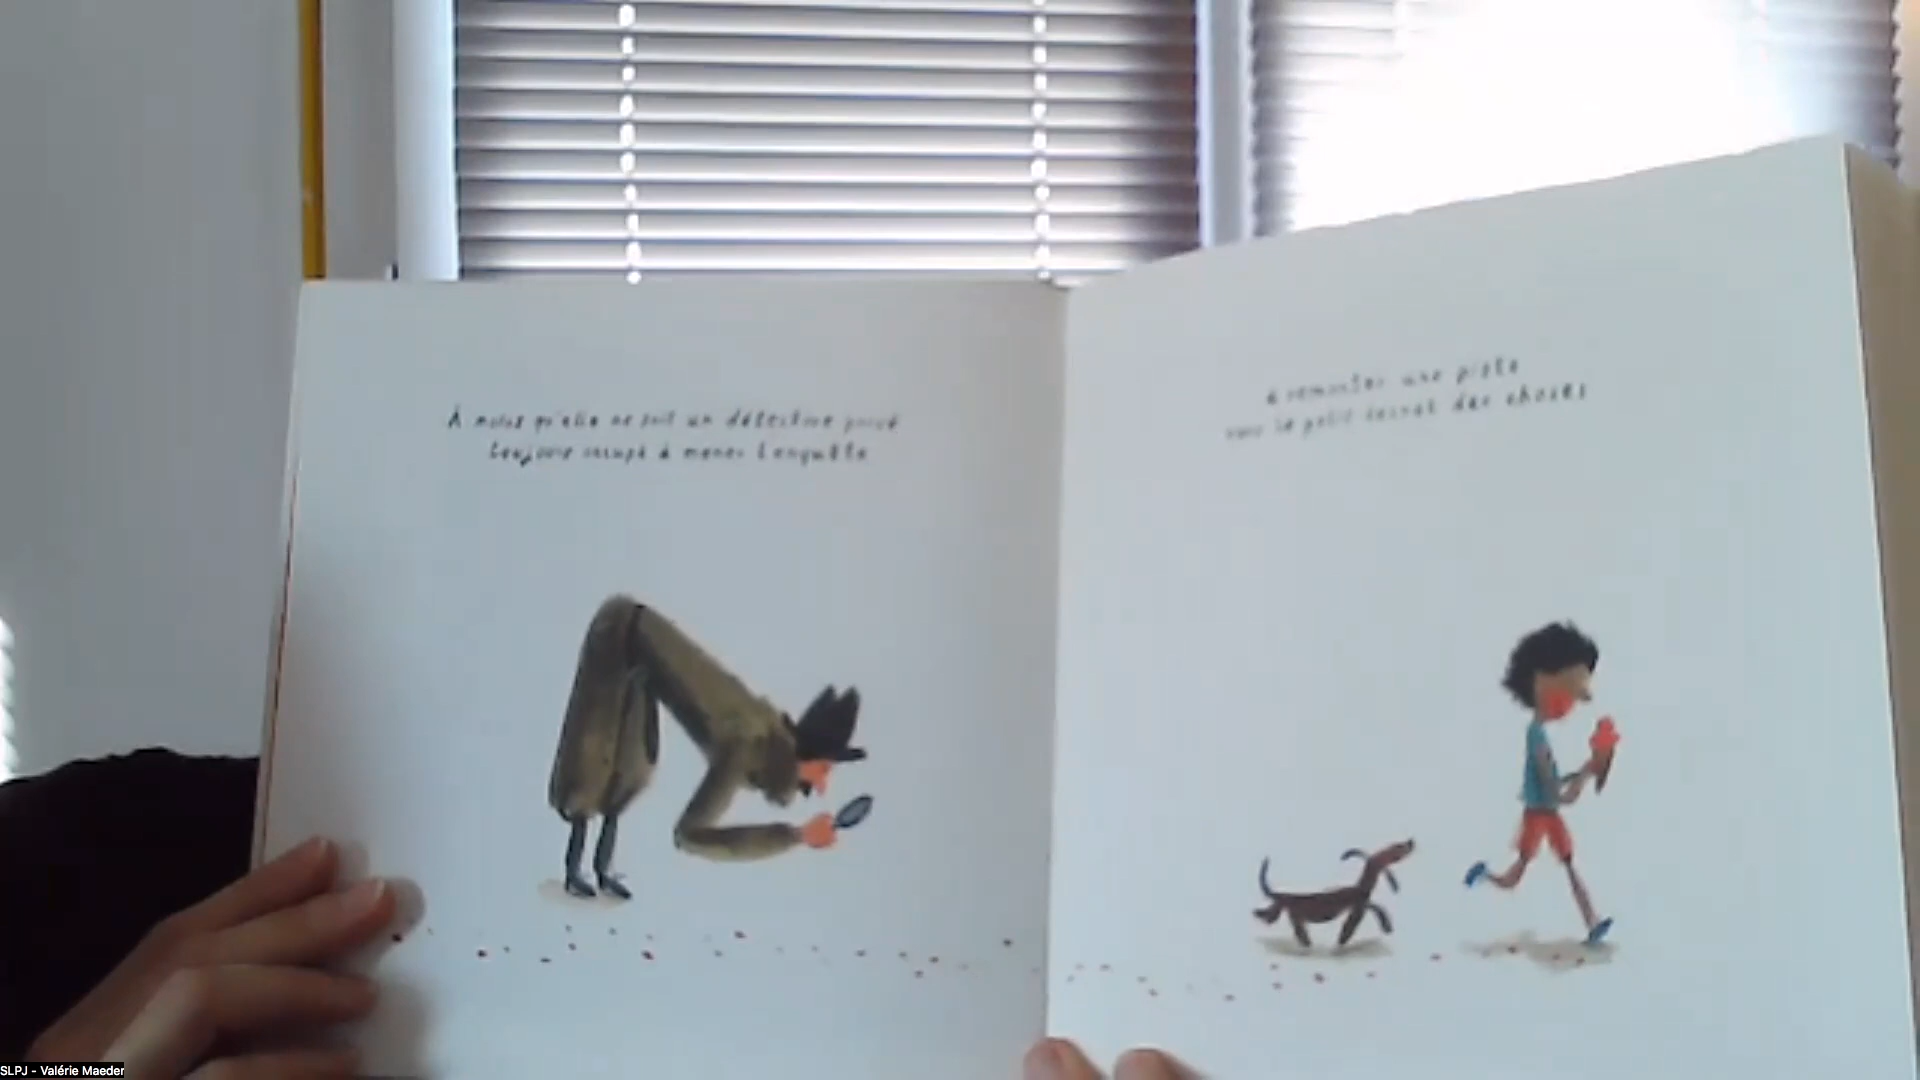 À moins qu'elle ne soit un détective privé
toujours occupé à mener l'enquête
à remonter une piste
vers le petit secret des choses
SLPJ - Valérie Maeder